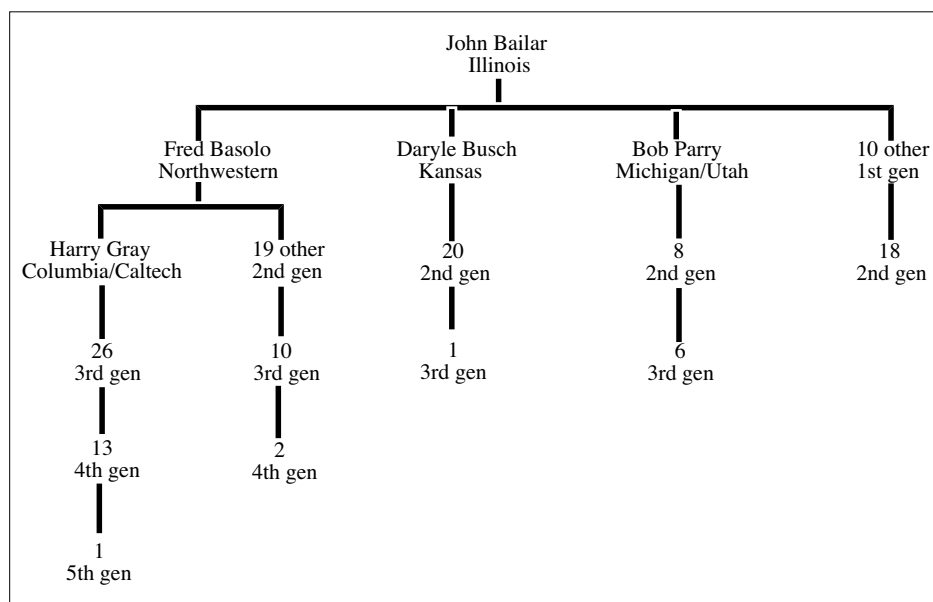 John Bailar
Illinois
Fred Basolo
Northwestern
Daryle Busch
Kansas
Bob Parry
Michigan/Utah
10 other
1st gen
Harry Gray
Columbia/Caltech
19 other
2nd gen
20
2nd gen
8
2nd gen
18
2nd gen
26
3rd gen
10
3rd gen
1
3rd gen
6
3rd gen
13
4th gen
2
4th gen
1
5th gen